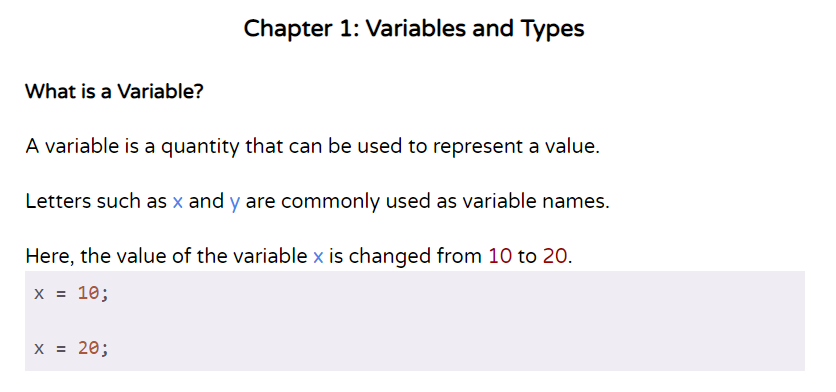 Chapter 1: Variables and Types
What is a Variable?
A variable is a quantity that can be used to represent a value.
Letters such as x and y are commonly used as variable names.
Here, the value of the variable x is changed from 10 to 20.
x = 10;
x = 20;